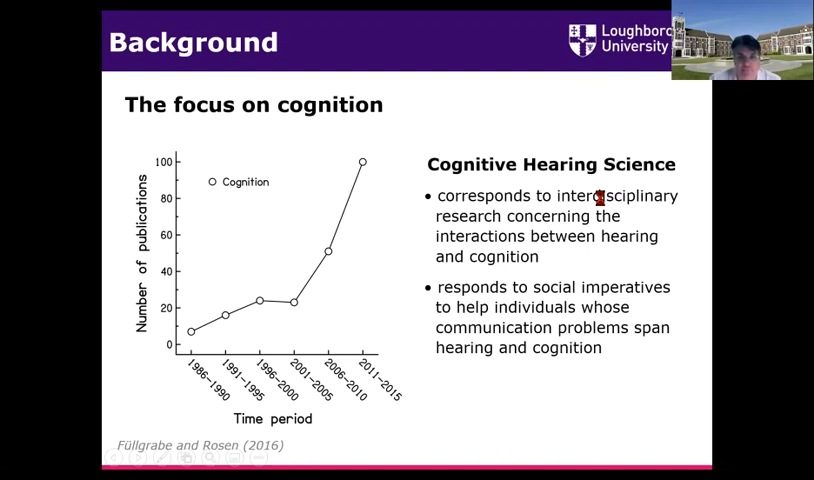 Background
Loughboro
University
The focus on cognition
100
80
60
40
20
0
Cognition
Number of publications
1986-1990
1991-1995
1996-2000
2001-2005
2006-2010
2011-2015
Time period
Füllgrabe and Rosen (2016)
Cognitive Hearing Science
• corresponds to interdisciplinary
research concerning the
interactions between hearing
and cognition
• responds to social imperatives
to help individuals whose
communication problems span
hearing and cognition